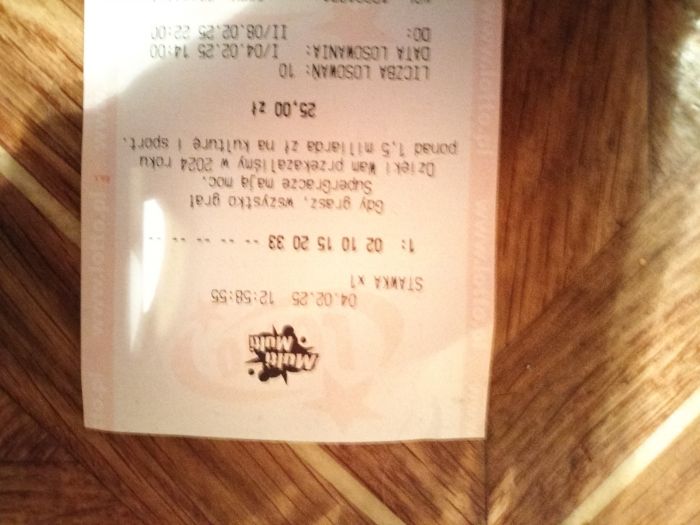 Multi
Multi
04.02.25 12:58:55
STAWKA x1
1: 02 10 15 20 33 -- -- -- -- --
Gdy grasz, wszystko gra!
SuperGracze mają moc.
Dzięki Wam przekazaliśmy w 2024 roku
ponad 1,5 miliarda zł na kulturę i sport.
25,00 zł
LICZBA LOSOWAŃ: 10
DATA LOSOWANIA: I/04.02.25 14:00
DO: II/08.02.25 22:00